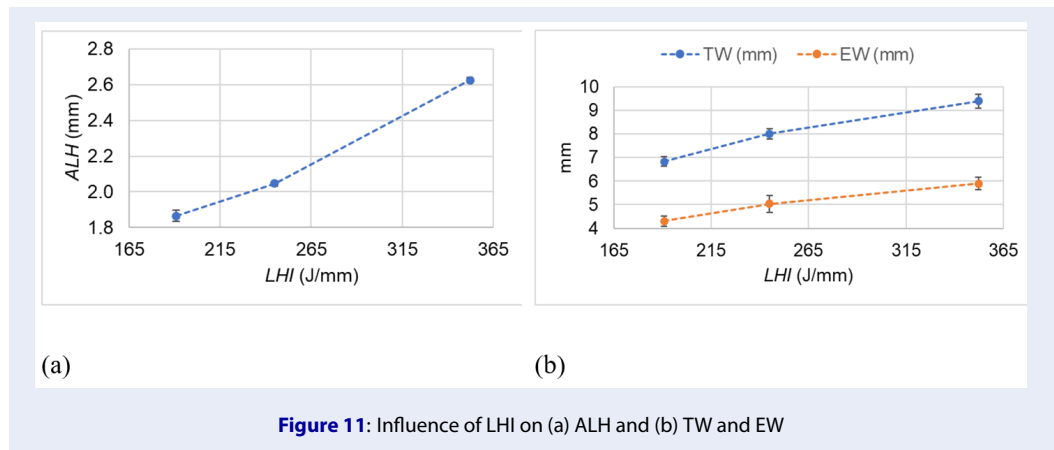 2.8
2.6
2.4
2.2
2.0
1.8
ALH (mm)
165 215 265 315 365
LHI (J/mm)
(a)
TW (mm) EW (mm)
10
9
8
7
6
5
4
mm
165 215 265 315 365
LHI (J/mm)
(b)
Figure 11: Influence of LHI on (a) ALH and (b) TW and EW